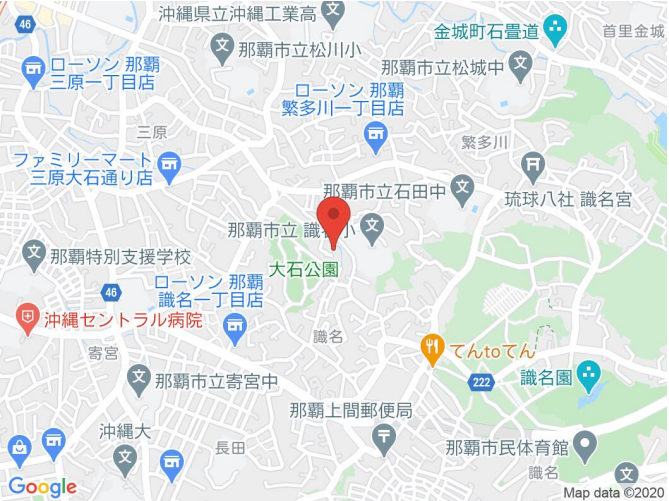 沖縄県立沖縄工業高
46
金城町石畳道
首里金城
那覇市立松川小
那覇市立松城中
ローソン 那覇
三原一丁目店
ローソン 那覇
繁多川一丁目店
三原
繁多川
ファミリーマート
三原大石通り店
琉球八社 識名宮
那覇市立石田中
那覇市立
小
那覇特別支援学校
大石公園
46
ローソン 那覇
識名一丁目店
沖縄セントラル病院
識名
寄宮
てんtoてん
222
識名園
那覇市立寄宮中
那覇上間郵便局
沖縄大
長田
那覇市民体育館
識名
Google
Map data ©2020